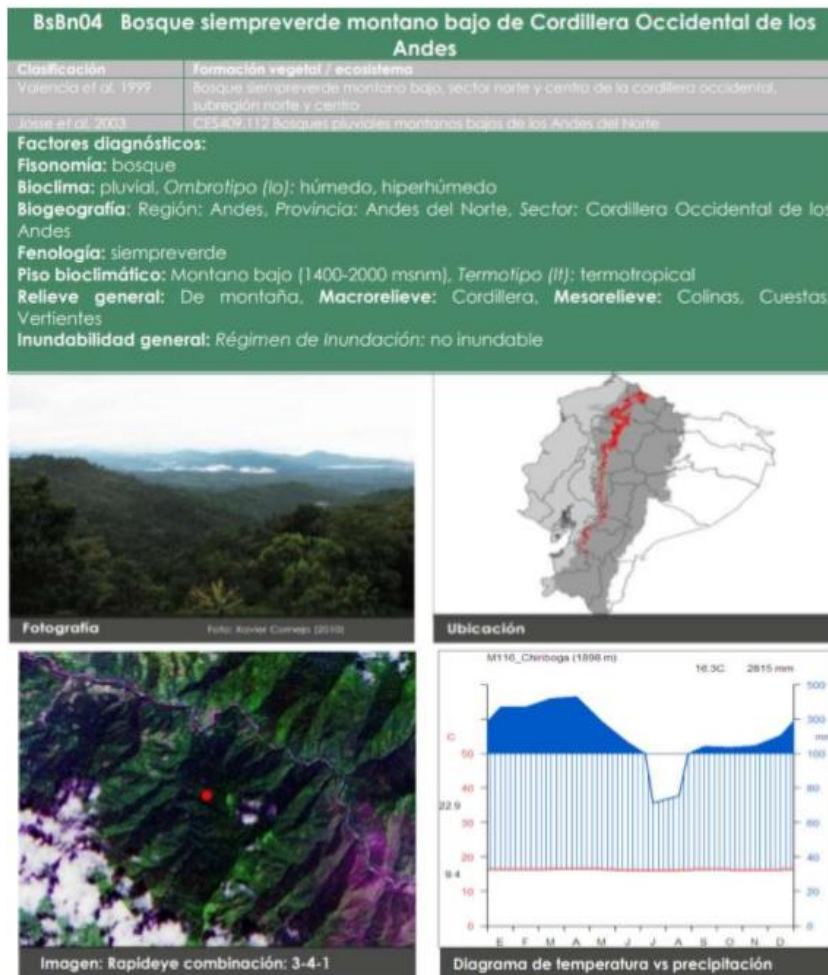 BsBn04 Bosque siempreverde montano bajo de Cordillera Occidental de los
Andes
Clasificación Formación vegetal / ecosistema
Valencia et al. 1999 Bosque siempreverde montano bajo, sector norte y centro de la cordillera occidental,
subregión norte y centro
Josse et al. 2003 CES409.112 Bosques pluviales montanos bajos de los Andes del Norte
Factores diagnósticos:
Fisonomía: bosque
Bioclima: pluvial, Ombrotipo (Io): húmedo, hiperhúmedo
Biogeografía: Región: Andes, Provincia: Andes del Norte, Sector: Cordillera Occidental de los
Andes
Fenología: siempreverde
Piso bioclimático: Montano bajo (1400-2000 msnm), Termotipo (It): termotropical
Relieve general: De montaña, Macrorelieve: Cordillera, Mesorelieve: Colinas, Cuestas
Vertientes
Inundabilidad general: Régimen de Inundación: no inundable
Fotografía Foto: Xavier Cornejo (2010)
Ubicación
Imagen: Rapideye combinación: 3-4-1
M116_Chiriboga (1898 m)
16.3C 2815 mm
500
300
C mm
50 100
40 80
22.9
30 60
20 40
9.4
10 20
0 0
E F M A M J J A S O N D
Diagrama de temperatura vs precipitación